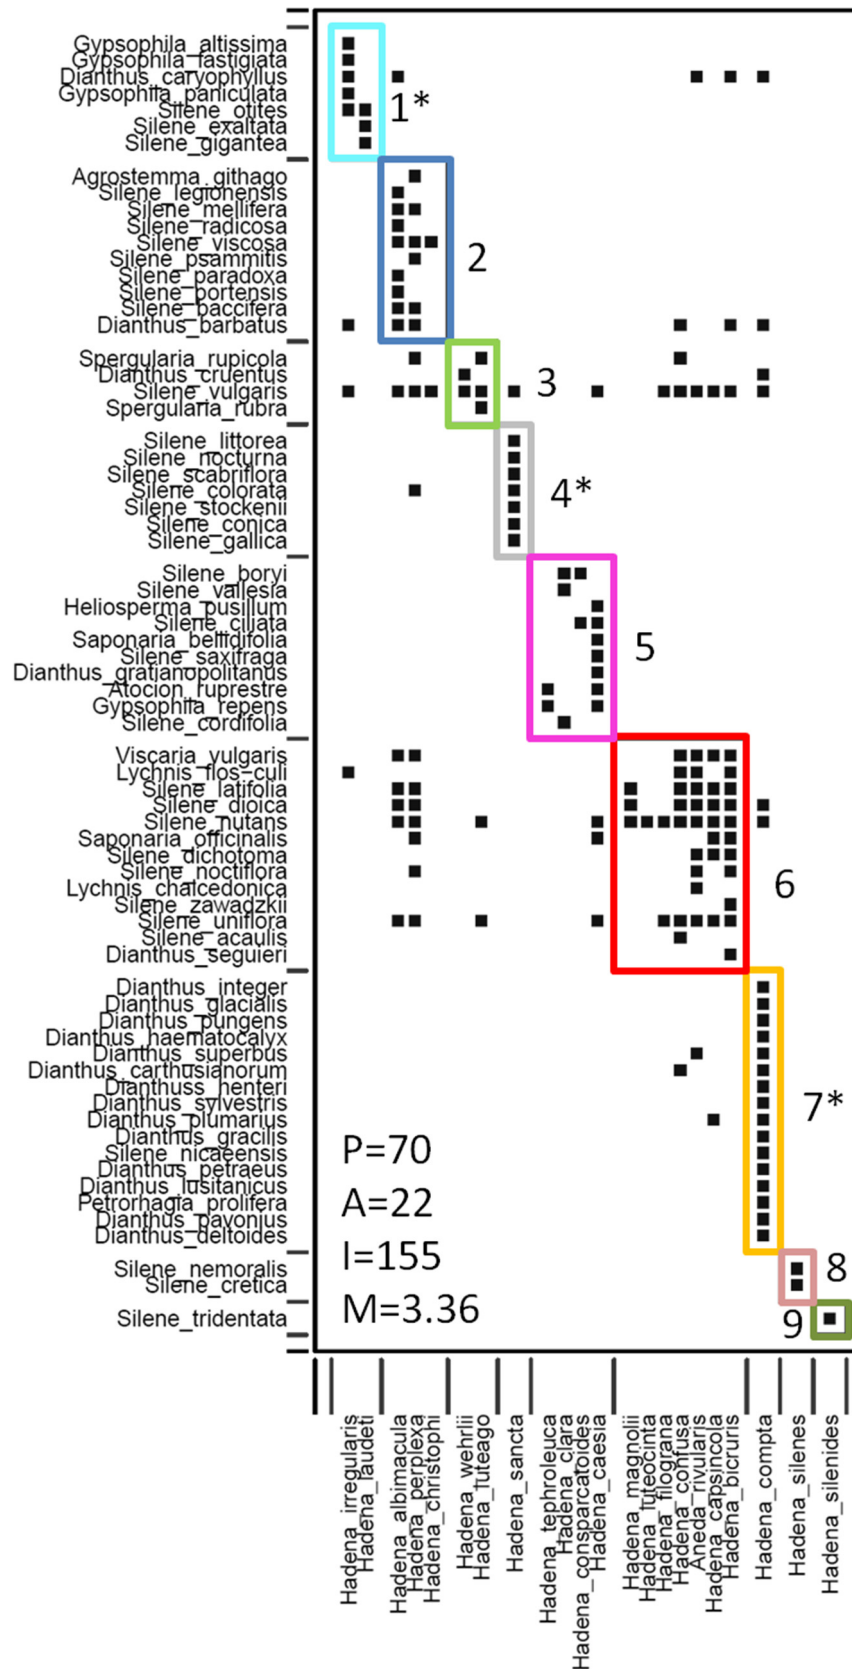 Gypsophila_altissima
Gypsophila_fastigiata
Dianthus_caryophyllus
Gypsophila_paniculata
Silene_otites
1*
Silene_exaltata
Silene_gigantea
Agrostemma_githago
Silene_legionensis
Silene_mellifera
Silene_radicosa
Silene_viscosa
2
Silene_psammitis
Silene_paradoxa
Silene_portensis
Silene_baccifera
Dianthus_barbatus
Spergularia_rupicola
Dianthus_cruentus
3
Silene_vulgaris
Spergularia_rubra
Silene_littorea
Silene_nocturna
Silene_scabriflora
Silene_colorata
4*
Silene_stockenii
Silene_conica
Silene_gallica
Silene_boryi
Silene_vallesia
Heliosperma_pusillum
Silene_ciliata
Saponaria_bellidifolia
5
Silene_saxifraga
Dianthus_gratianopolitanus
Atocion_ruprestre
Gypsophila_repens
Silene_cordifolia
Viscaria_vulgaris
Lychnis_flos-culi
Silene_latifolia
Silene_dioica
Silene_nutans
Saponaria_officinalis
Silene_dichotoma
Silene_noctiflora
Lychnis_chalcedonica
6
Silene_zawadzkii
Silene_uniflora
Silene_acaulis
Dianthus_seguieri
Dianthus_integer
Dianthus_glacialis
Dianthus_pungens
Dianthus_haematocalyx
Dianthus_superbus
Dianthus_carthusianorum
Dianthuss_henteri
Dianthus_sylvestris
7*
Dianthus_plumarius
Dianthus_gracilis
Silene_nicaeensis
Dianthus_petraeus
Dianthus_lusitanicus
Petrorhagia_prolifera
Dianthus_pavonius
Dianthus_deltoides
P=70
A=22
I=155
M=3.36
Silene_nemoralis
8
Silene_cretica
Silene_tridentata
9
Hadena_irregularis
Hadena_laudeti
Hadena_albimacula
Hadena_perplexa
Hadena_christophi
Hadena_wehrlii
Hadena_luteago
Hadena_sancta
Hadena_tephroleuca
Hadena_clara
Hadena_consparcatoides
Hadena_caesia
Hadena_magnolii
Hadena_luteocinta
Hadena_filograna
Hadena_confusa
Aneda_rivularis
Hadena_capsincola
Hadena_bicruris
Hadena_compta
Hadena_silenes
Hadena_silenides